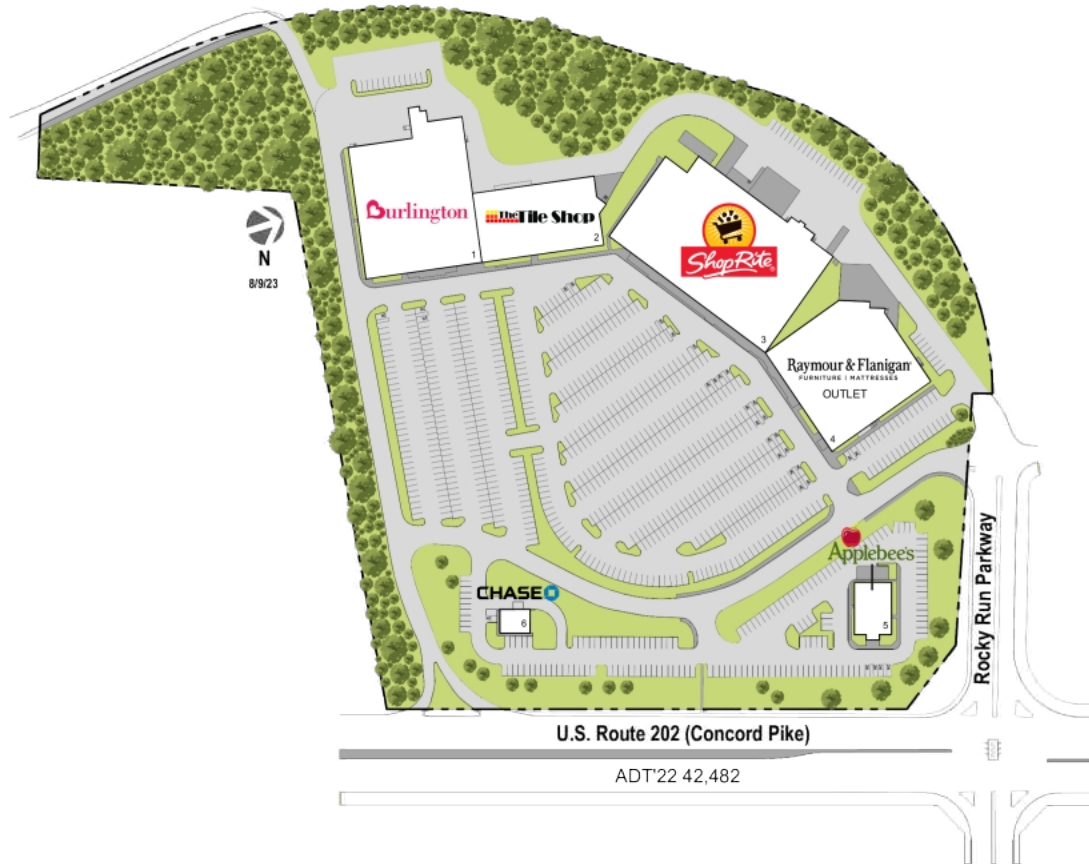 Burlington
1
The Tile Shop
2
ShopRite
3
Raymour & Flanigan
FURNITURE | MATTRESSES
OUTLET
4
N
8/9/23
Applebee's
5
CHASE
6
Rocky Run Parkway
U.S. Route 202 (Concord Pike)
ADT'22 42,482